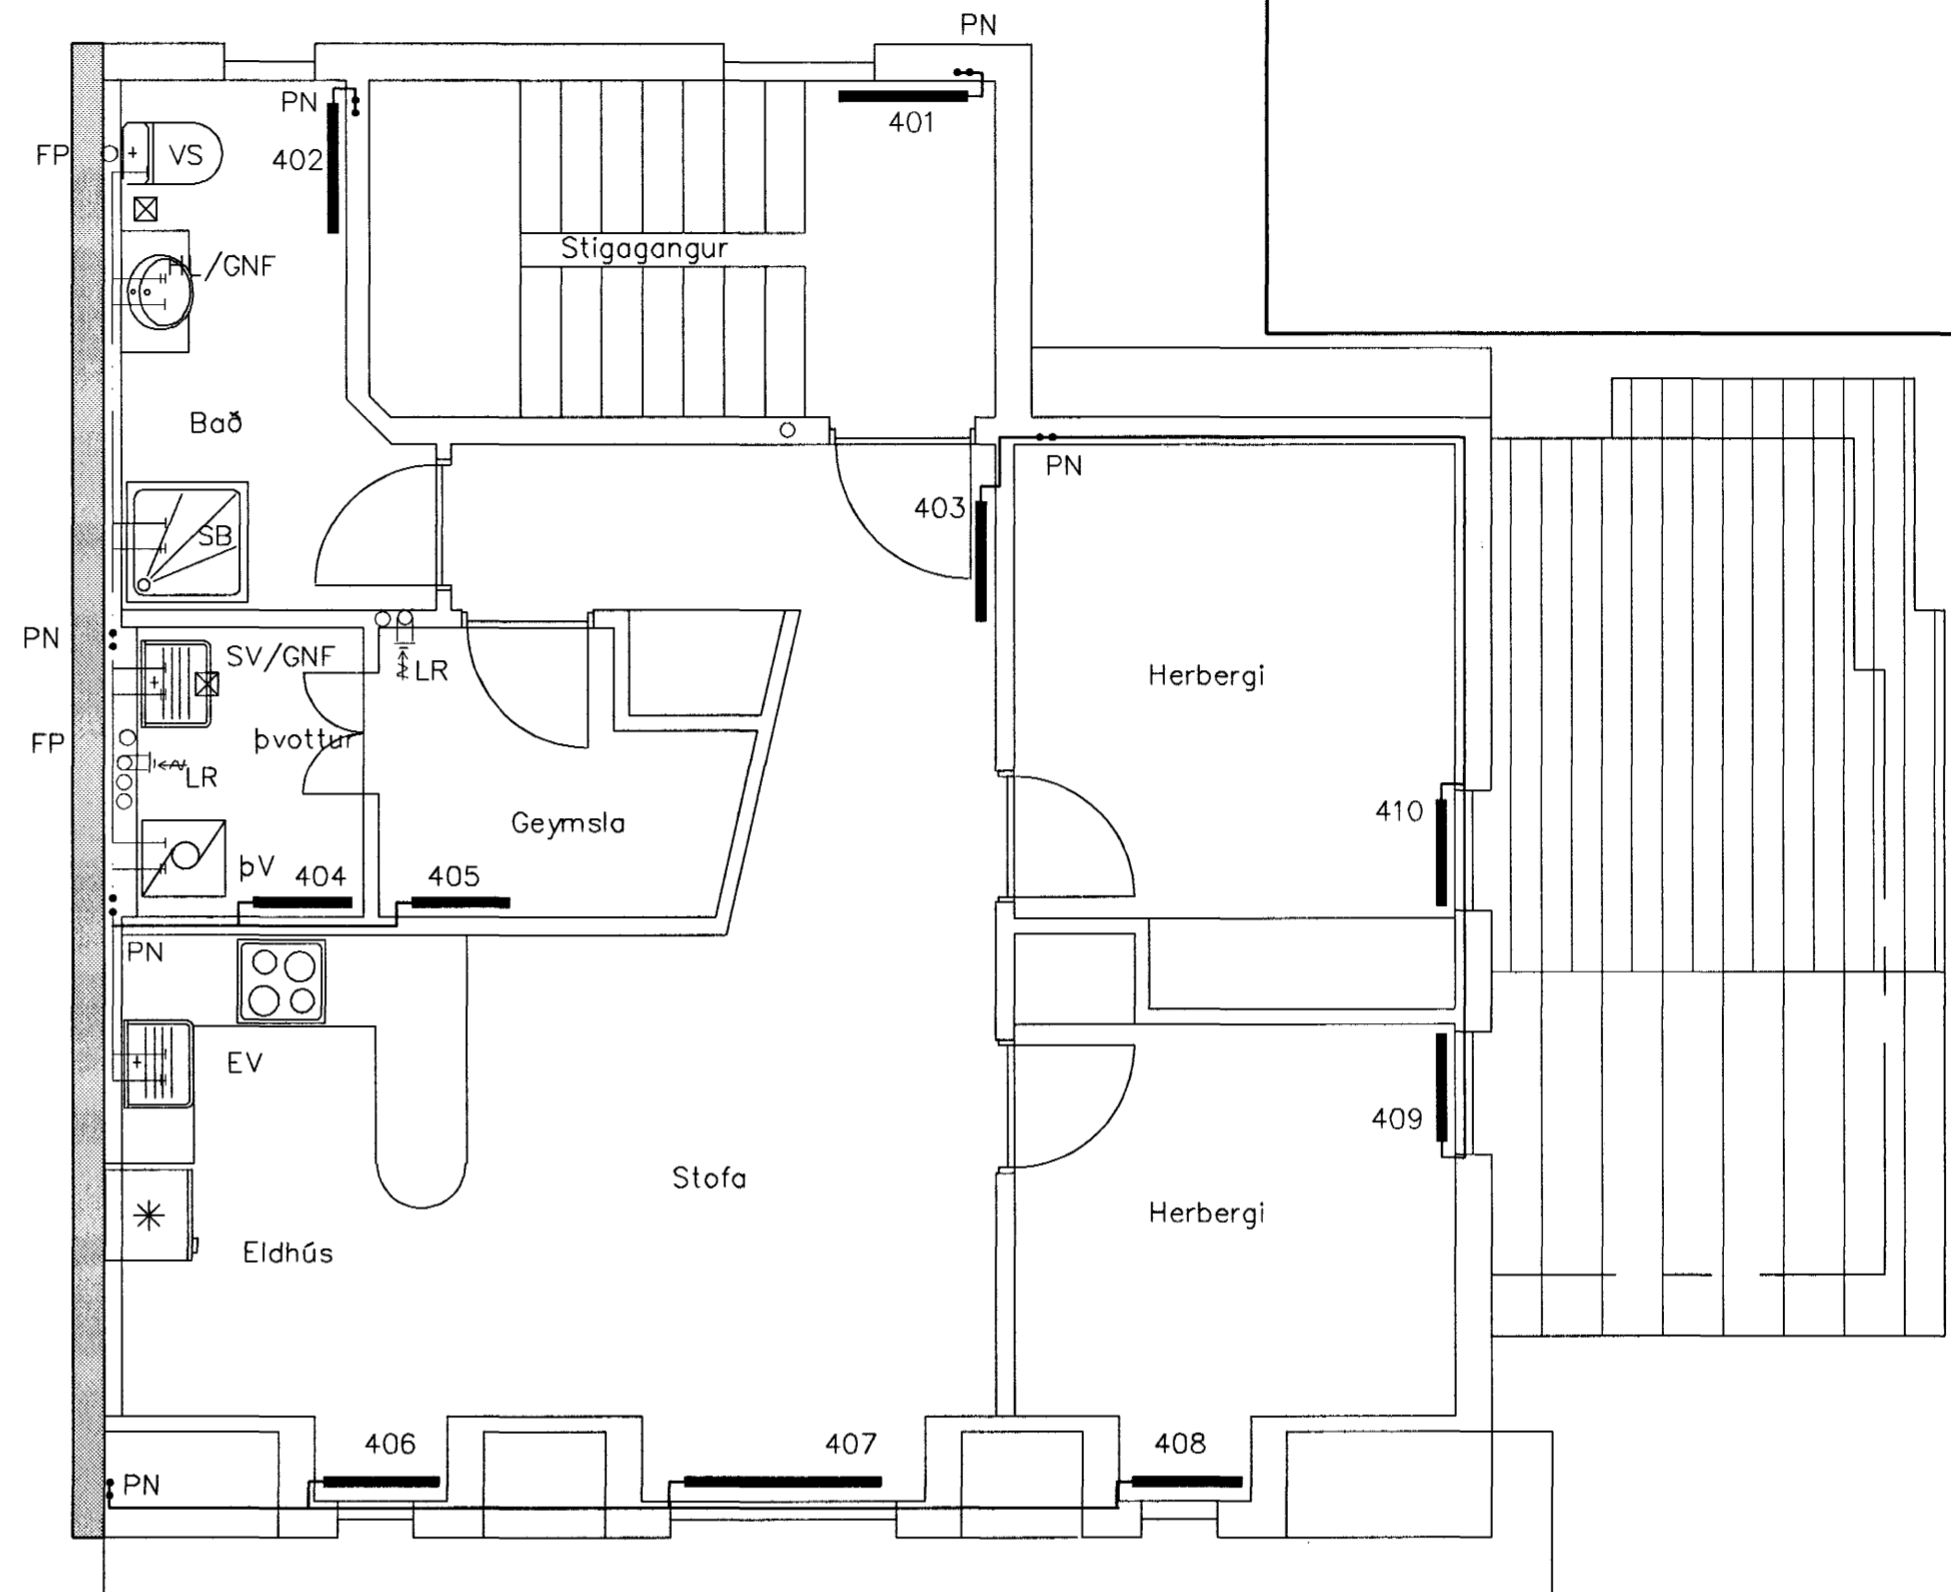 PN
PN
401
FP
VS
402
HL/GNF
Stigagangur
Bað
PN
403
SB
PN
SV/GNF
LR
Herbergi
FP
þvottur
LR
410
Geymsla
þV
404
405
PN
EV
409
Stofa
Herbergi
Eldhús
406
407
408
PN